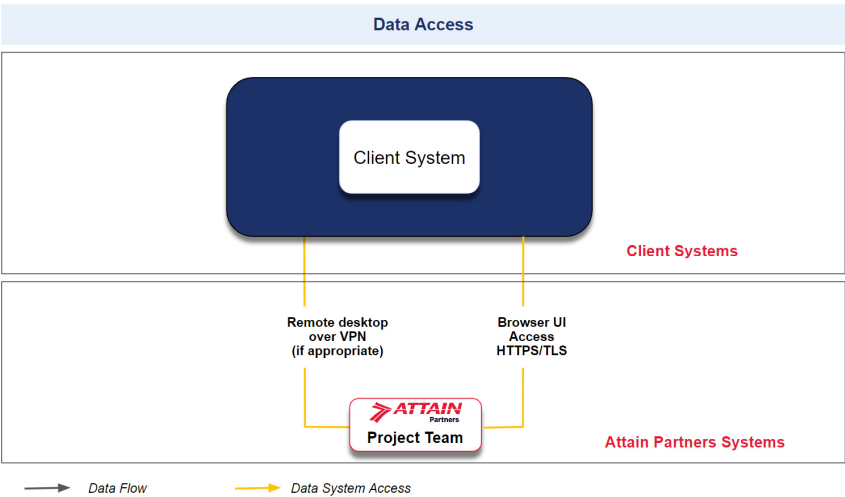 Data Access
Client System
Client Systems
Remote desktop
over VPN
(if appropriate)
Browser UI
Access
HTTPS/TLS
ATTAIN
Partners
Project Team
Attain Partners Systems
Data Flow
Data System Access